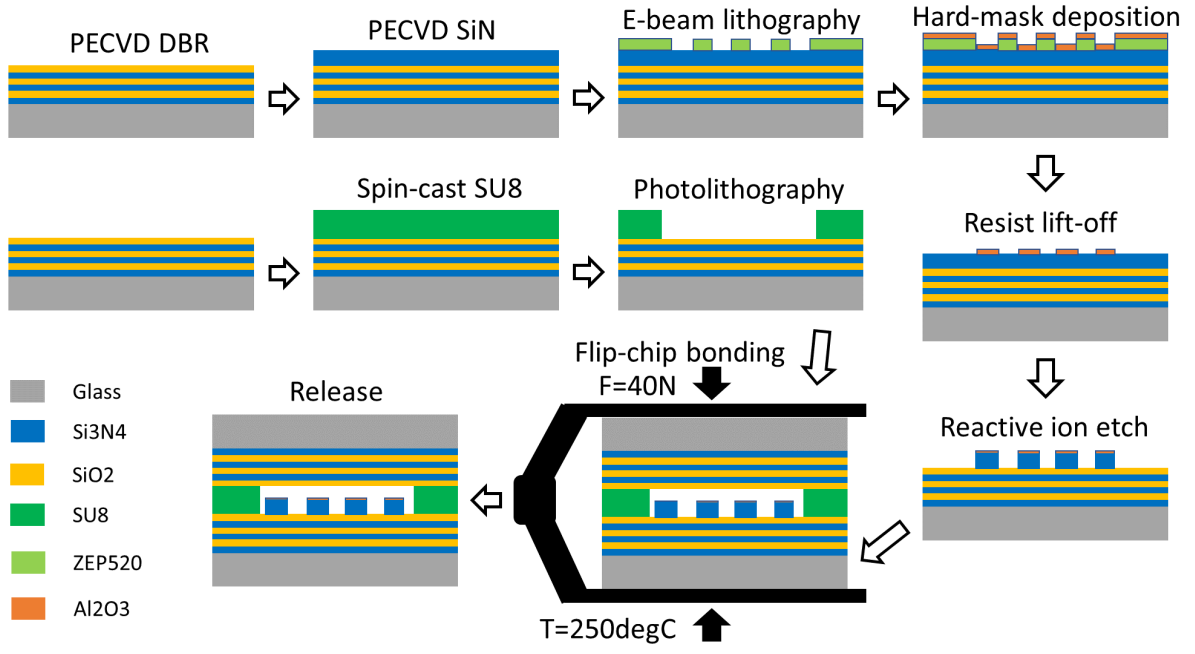 PECVD DBR
PECVD SiN
E-beam lithography
Hard-mask deposition
Spin-cast SU8
Photolithography
Resist lift-off
Flip-chip bonding
F=40N
Release
Reactive ion etch
Glass
Si3N4
SiO2
SU8
ZEP520
Al2O3
T=250degC